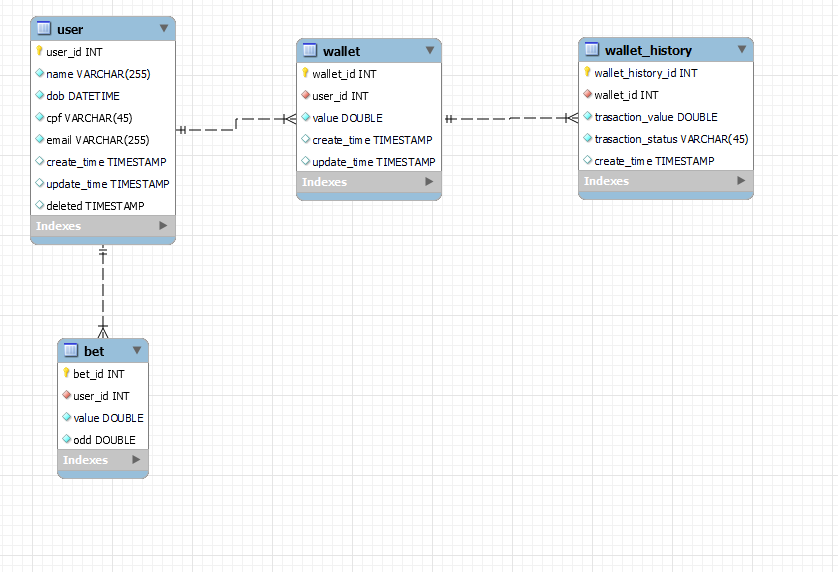 user
user_id INT
name VARCHAR(255)
dob DATETIME
cpf VARCHAR(45)
email VARCHAR(255)
create_time TIMESTAMP
update_time TIMESTAMP
deleted TIMESTAMP
Indexes
wallet
wallet_id INT
user_id INT
value DOUBLE
create_time TIMESTAMP
update_time TIMESTAMP
Indexes
wallet_history
wallet_history_id INT
wallet_id INT
trasaction_value DOUBLE
trasaction_status VARCHAR(45)
create_time TIMESTAMP
Indexes
bet
bet_id INT
user_id INT
value DOUBLE
odd DOUBLE
Indexes